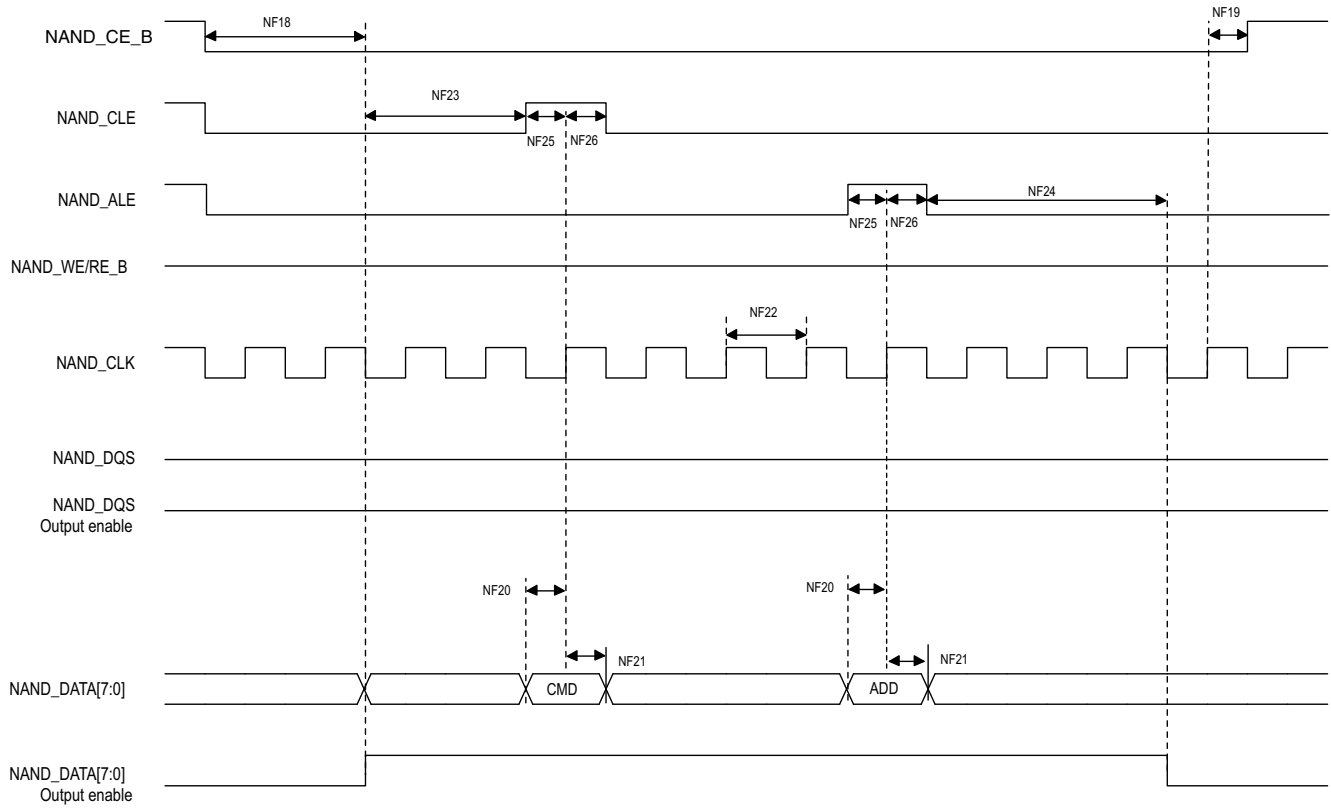 NF18
NF19
NAND_CE_B
NF23
NAND_CLE
NF25
NF26
NAND_ALE
NF24
NF25
NF26
NAND_WE/RE_B
NF22
NAND_CLK
NAND_DQS
NAND_DQS
Output enable
NF20
NF20
NF21
NF21
NAND_DATA[7:0]
CMD
ADD
NAND_DATA[7:0]
Output enable